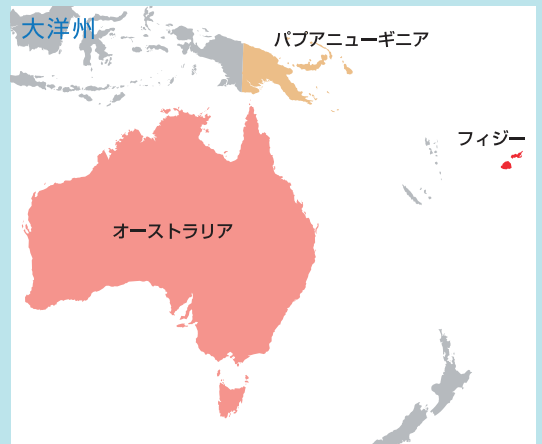 大洋州
パプアニューギニア
フィジー
オーストラリア